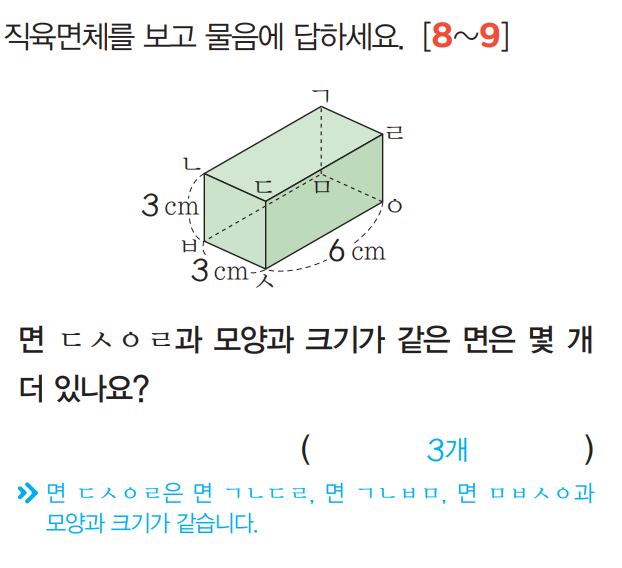 직육면체를 보고 물음에 답하세요. [8~9]
ㄱ
ㄹ
ㄴ
ㄷ
ㅁ
3 cm
ㅇ
ㅂ
6 cm
3 cm
ㅅ
면 ㄷㅅㅇㄹ과 모양과 크기가 같은 면은 몇 개
더 있나요?
( 3개 )
면 ㄷㅅㅇㄹ은 면 ㄱㄴㄷㄹ, 면 ㄱㄴㅂㅁ, 면 ㅁㅂㅅㅇ과
모양과 크기가 같습니다.